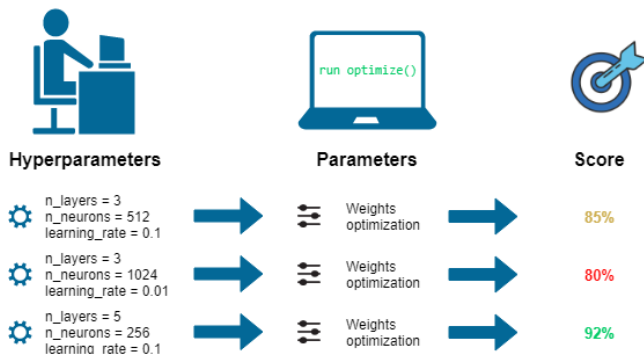 run optimize()
Hyperparameters
Parameters
Score
n_layers = 3
n_neurons = 512
learning_rate = 0.1
Weights
optimization
85%
n_layers = 3
n_neurons = 1024
learning_rate = 0.01
Weights
optimization
80%
n_layers = 5
n_neurons = 256
learning_rate = 0.1
Weights
optimization
92%